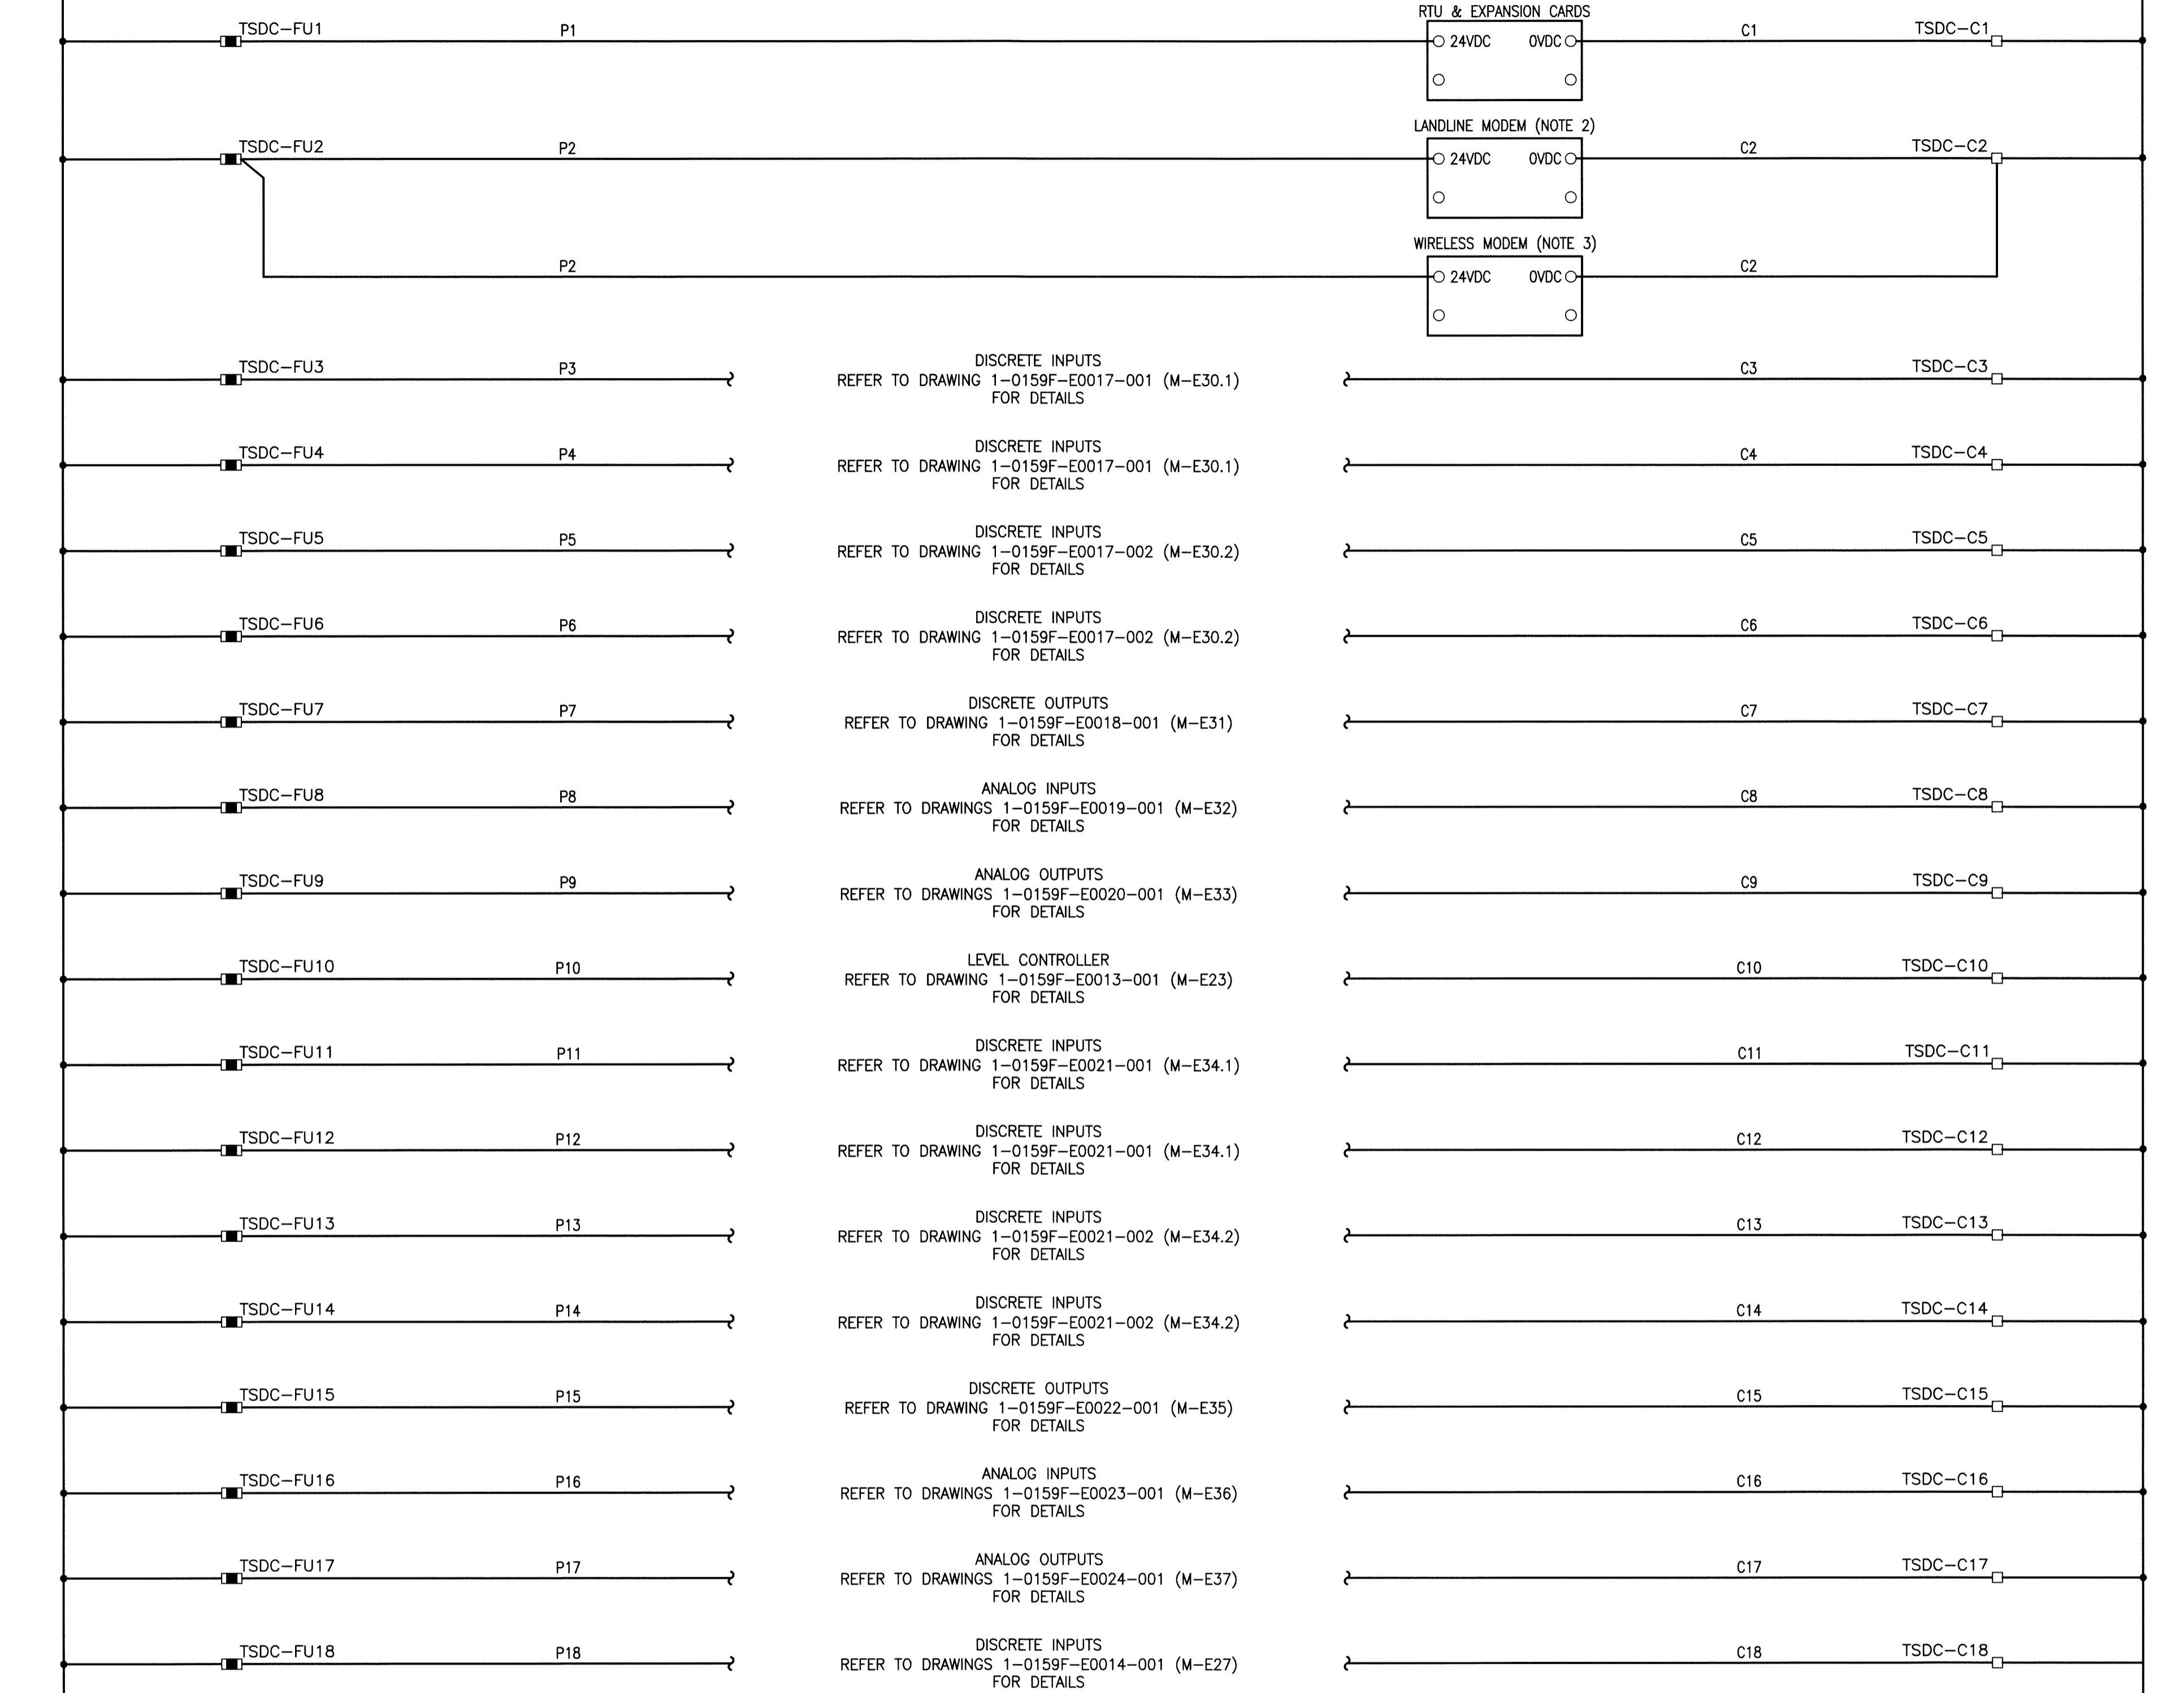 RTU & EXPANSION CARDS
TSDC-FU1 P1 24VDC 0VDC C1 TSDC-C1
LANDLINE MODEM (NOTE 2)
TSDC-FU2 P2 24VDC 0VDC C2 TSDC-C2
WIRELESS MODEM (NOTE 3)
P2 24VDC 0VDC C2
DISCRETE INPUTS
TSDC-FU3 P3 REFER TO DRAWING 1-0159F-E0017-001 (M-E30.1) C3 TSDC-C3
FOR DETAILS
DISCRETE INPUTS
TSDC-FU4 P4 REFER TO DRAWING 1-0159F-E0017-001 (M-E30.1) C4 TSDC-C4
FOR DETAILS
DISCRETE INPUTS
TSDC-FU5 P5 REFER TO DRAWING 1-0159F-E0017-002 (M-E30.2) C5 TSDC-C5
FOR DETAILS
DISCRETE INPUTS
TSDC-FU6 P6 REFER TO DRAWING 1-0159F-E0017-002 (M-E30.2) C6 TSDC-C6
FOR DETAILS
DISCRETE OUTPUTS
TSDC-FU7 P7 REFER TO DRAWING 1-0159F-E0018-001 (M-E31) C7 TSDC-C7
FOR DETAILS
ANALOG INPUTS
TSDC-FU8 P8 REFER TO DRAWINGS 1-0159F-E0019-001 (M-E32) C8 TSDC-C8
FOR DETAILS
ANALOG OUTPUTS
TSDC-FU9 P9 REFER TO DRAWINGS 1-0159F-E0020-001 (M-E33) C9 TSDC-C9
FOR DETAILS
LEVEL CONTROLLER
TSDC-FU10 P10 REFER TO DRAWING 1-0159F-E0013-001 (M-E23) C10 TSDC-C10
FOR DETAILS
DISCRETE INPUTS
TSDC-FU11 P11 REFER TO DRAWING 1-0159F-E0021-001 (M-E34.1) C11 TSDC-C11
FOR DETAILS
DISCRETE INPUTS
TSDC-FU12 P12 REFER TO DRAWING 1-0159F-E0021-001 (M-E34.1) C12 TSDC-C12
FOR DETAILS
DISCRETE INPUTS
TSDC-FU13 P13 REFER TO DRAWING 1-0159F-E0021-002 (M-E34.2) C13 TSDC-C13
FOR DETAILS
DISCRETE INPUTS
TSDC-FU14 P14 REFER TO DRAWING 1-0159F-E0021-002 (M-E34.2) C14 TSDC-C14
FOR DETAILS
DISCRETE OUTPUTS
TSDC-FU15 P15 REFER TO DRAWING 1-0159F-E0022-001 (M-E35) C15 TSDC-C15
FOR DETAILS
ANALOG INPUTS
TSDC-FU16 P16 REFER TO DRAWINGS 1-0159F-E0023-001 (M-E36) C16 TSDC-C16
FOR DETAILS
ANALOG OUTPUTS
TSDC-FU17 P17 REFER TO DRAWINGS 1-0159F-E0024-001 (M-E37) C17 TSDC-C17
FOR DETAILS
DISCRETE INPUTS
TSDC-FU18 P18 REFER TO DRAWINGS 1-0159F-E0014-001 (M-E27) C18 TSDC-C18
FOR DETAILS